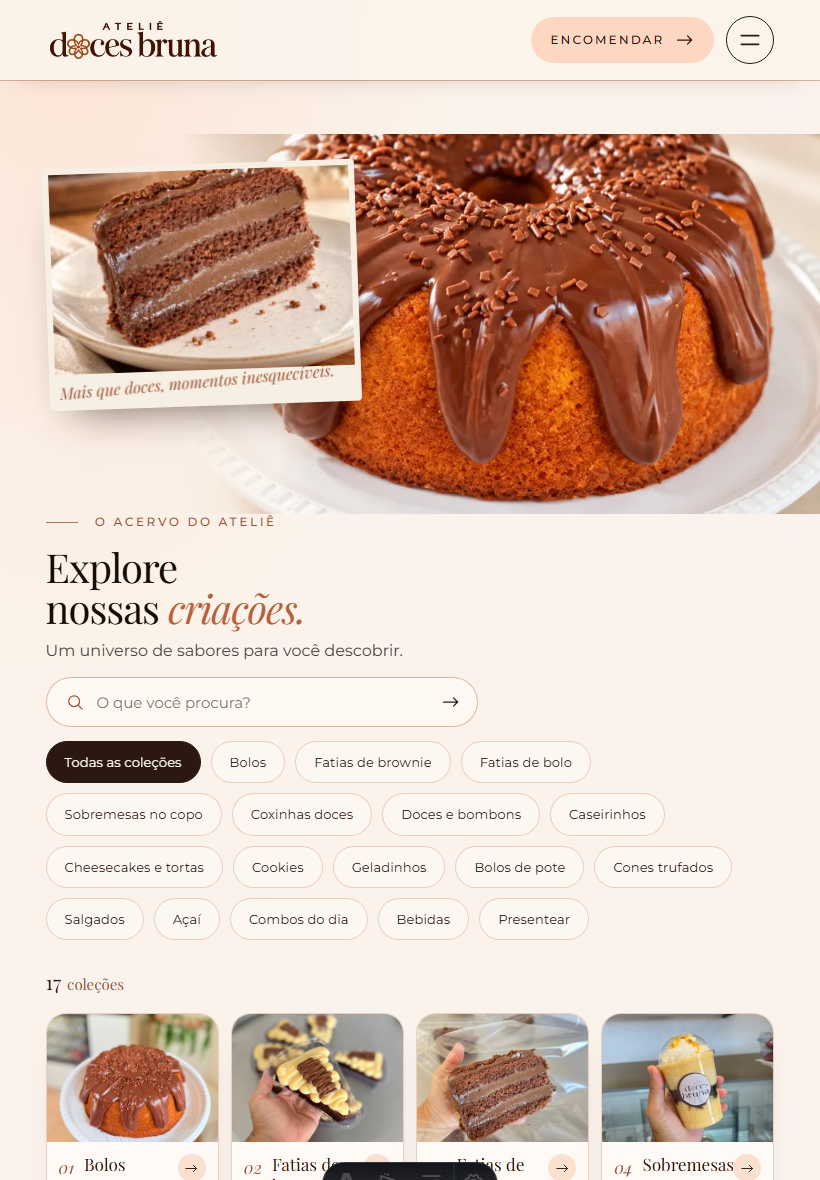 ATELIÊ
doces bruna
ENCOMENDAR
Mais que doces, momentos inesquecíveis.
O ACERVO DO ATELIÊ
Explore
nossas criações.
Um universo de sabores para você descobrir.
O que você procura?
Todas as coleções
Bolos
Fatias de brownie
Fatias de bolo
Sobremesas no copo
Coxinhas doces
Doces e bombons
Caseirinhos
Cheesecakes e tortas
Cookies
Geladinhos
Bolos de pote
Cones trufados
Salgados
Açaí
Combos do dia
Bebidas
Presentear
17 coleções
doces
bruna
01 Bolos
02 Fatias de
Fatias de
04 Sobremesas